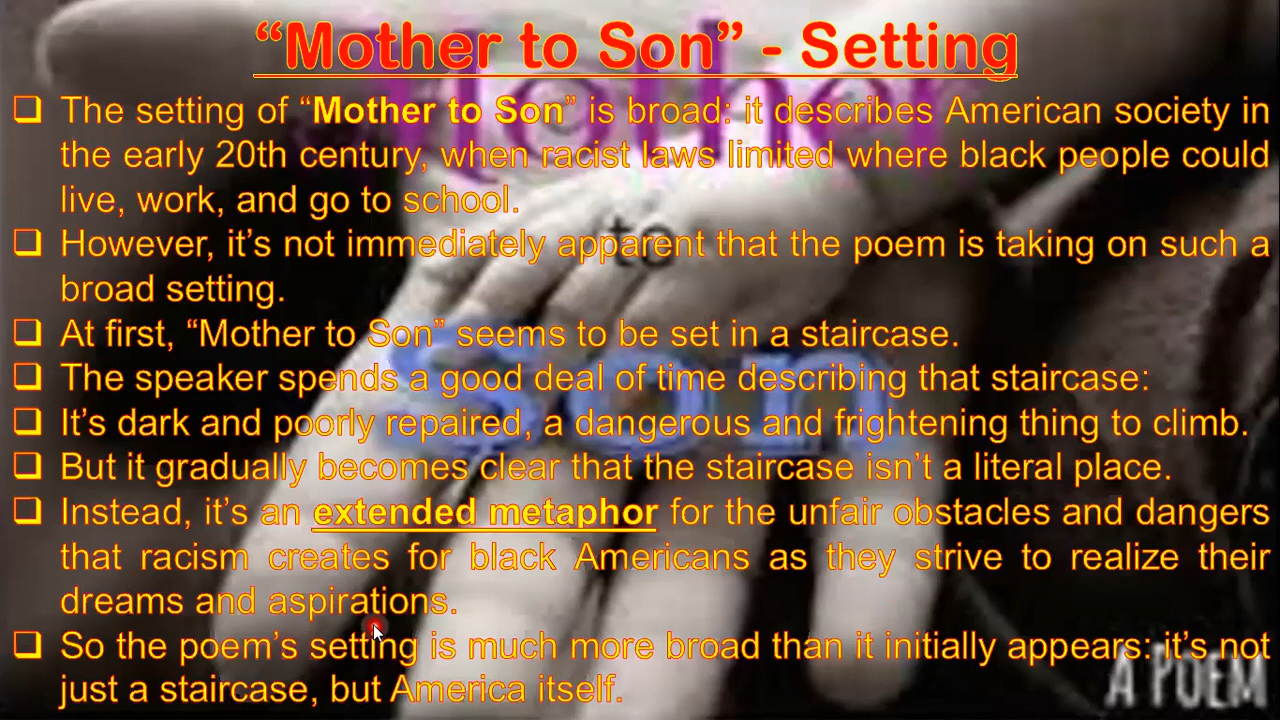 “Mother to Son” - Setting
❑ The setting of “Mother to Son” is broad: it describes American society in
the early 20th century, when racist laws limited where black people could
live, work, and go to school.
❑ However, it’s not immediately apparent that the poem is taking on such a
broad setting.
❑ At first, “Mother to Son” seems to be set in a staircase.
❑ The speaker spends a good deal of time describing that staircase:
❑ It’s dark and poorly repaired, a dangerous and frightening thing to climb.
❑ But it gradually becomes clear that the staircase isn’t a literal place.
❑ Instead, it’s an extended metaphor for the unfair obstacles and dangers
that racism creates for black Americans as they strive to realize their
dreams and aspirations.
❑ So the poem’s setting is much more broad than it initially appears: it’s not
just a staircase, but America itself.
Mother
to
Son
A POEM